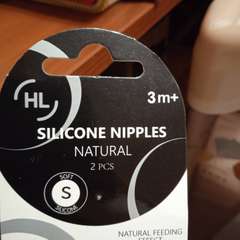 HL
3m+
SILICONE NIPPLES
NATURAL
2 PCS
SOFT
S
SILICONE
NATURAL FEEDING
EFFECT